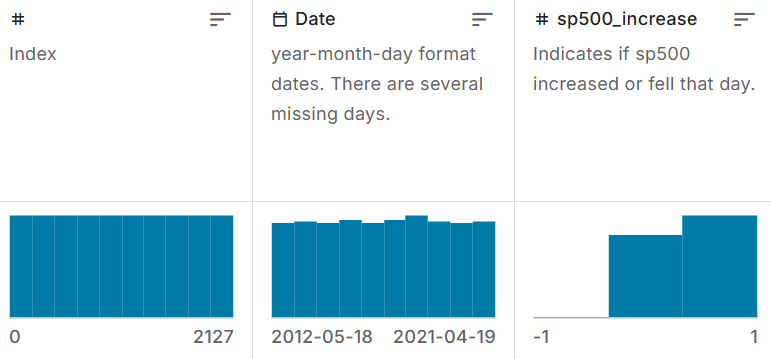 #
Index
0 2127
Date
year-month-day format
dates. There are several
missing days.
2012-05-18 2021-04-19
# sp500_increase
Indicates if sp500
increased or fell that day.
-1 1